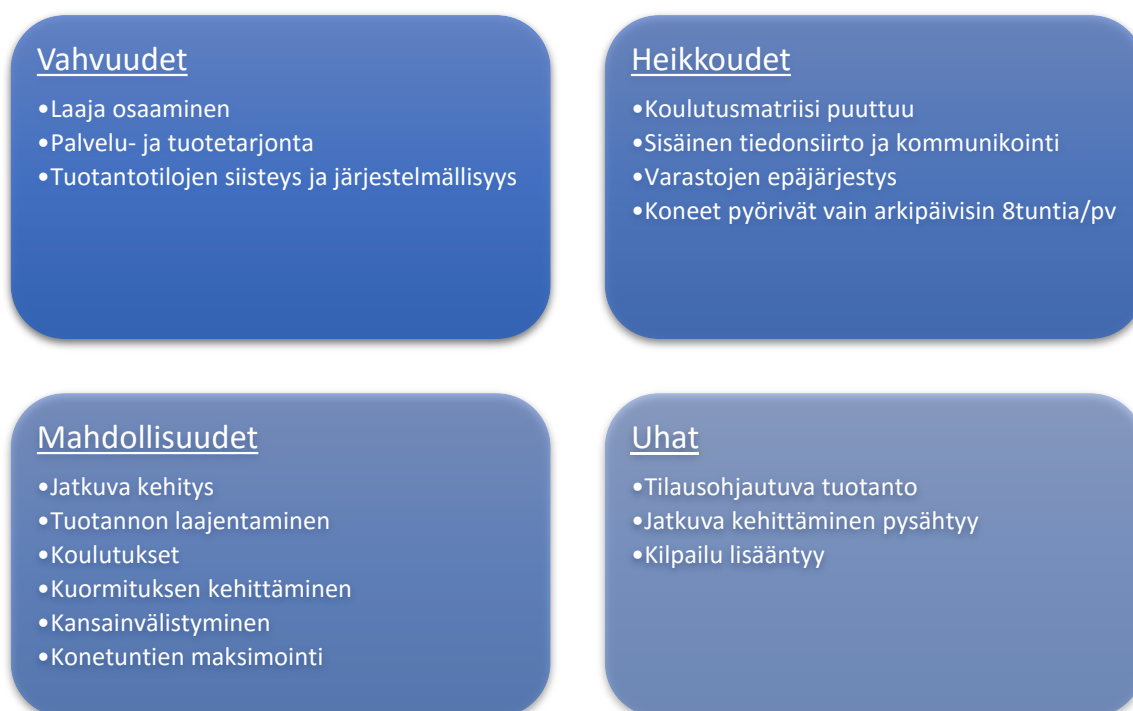 Vahvuudet
•Laaja osaaminen
•Palvelu- ja tuotetarjonta
•Tuotantotilojen siisteys ja järjestelmällisyys
Heikkoudet
•Koulutusmatriisi puuttuu
•Sisäinen tiedonsiirto ja kommunikointi
•Varastojen epäjärjestys
•Koneet pyörivät vain arkipäivisin 8tuntia/pv
Mahdollisuudet
•Jatkuva kehitys
•Tuotannon laajentaminen
•Koulutukset
•Kuormituksen kehittäminen
•Kansainvälistyminen
•Konetuntien maksimointi
Uhat
•Tilausohjautuva tuotanto
•Jatkuva kehittäminen pysähtyy
•Kilpailu lisääntyy